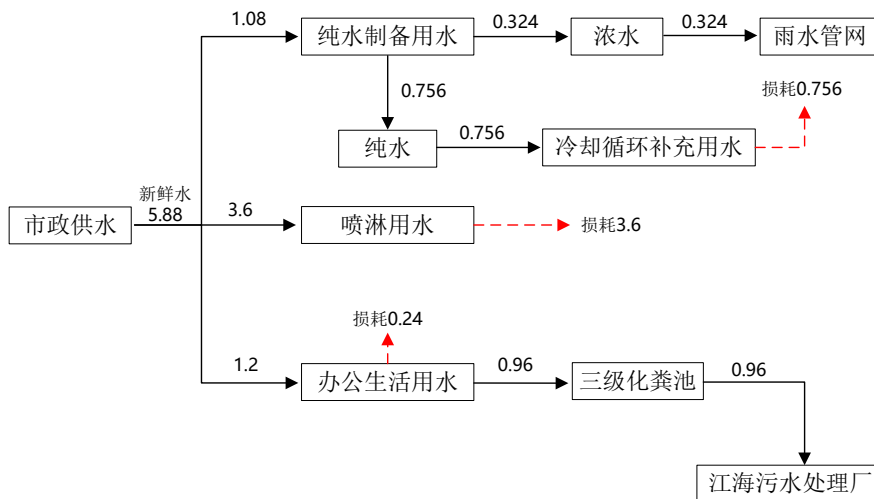 1.08
纯水制备用水
0.324
浓水
0.324
雨水管网
0.756
损耗0.756
纯水
0.756
冷却循环补充用水
新鲜水
市政供水
5.88
3.6
喷淋用水
损耗3.6
损耗0.24
1.2
办公生活用水
0.96
三级化粪池
0.96
江海污水处理厂